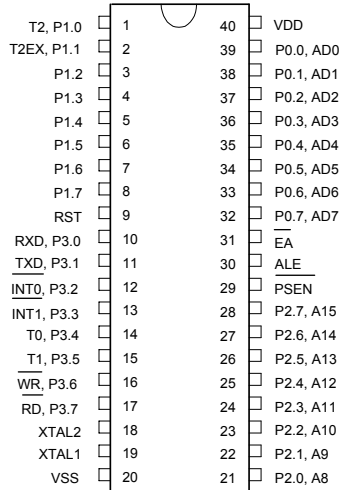 T2, P1.0 1 40 VDD
T2EX, P1.1 2 39 P0.0, AD0
P1.2 3 38 P0.1, AD1
P1.3 4 37 P0.2, AD2
P1.4 5 36 P0.3, AD3
P1.5 6 35 P0.4, AD4
P1.6 7 34 P0.5, AD5
P1.7 8 33 P0.6, AD6
RST 9 32 P0.7, AD7
RXD, P3.0 10 31 EA
TXD, P3.1 11 30 ALE
INT0, P3.2 12 29 PSEN
INT1, P3.3 13 28 P2.7, A15
T0, P3.4 14 27 P2.6, A14
T1, P3.5 15 26 P2.5, A13
WR, P3.6 16 25 P2.4, A12
RD, P3.7 17 24 P2.3, A11
XTAL2 18 23 P2.2, A10
XTAL1 19 22 P2.1, A9
VSS 20 21 P2.0, A8